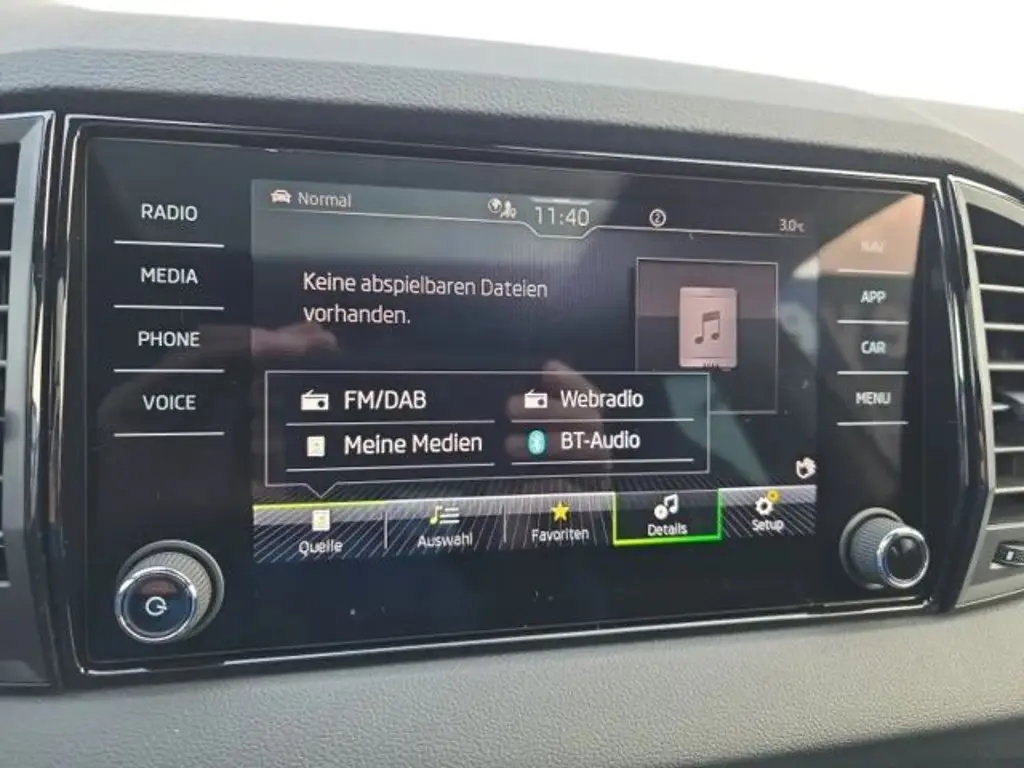 RADIO
MEDIA
PHONE
VOICE
Normal
11:40
2
3.0°C
Keine abspielbaren Dateien
vorhanden.
FM/DAB
Webradio
Meine Medien
BT-Audio
Quelle
Auswahl
Favoriten
Details
Setup
NAV
APP
CAR
MENU